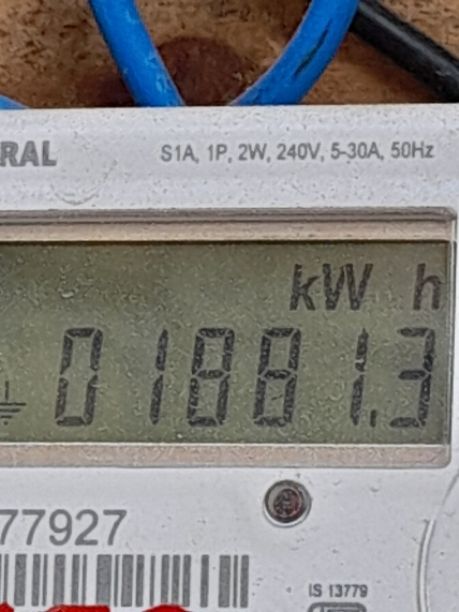 RAL S1A, 1P, 2W, 240V, 5-30A, 50Hz
kW h
01881.3
77927
IS 13779